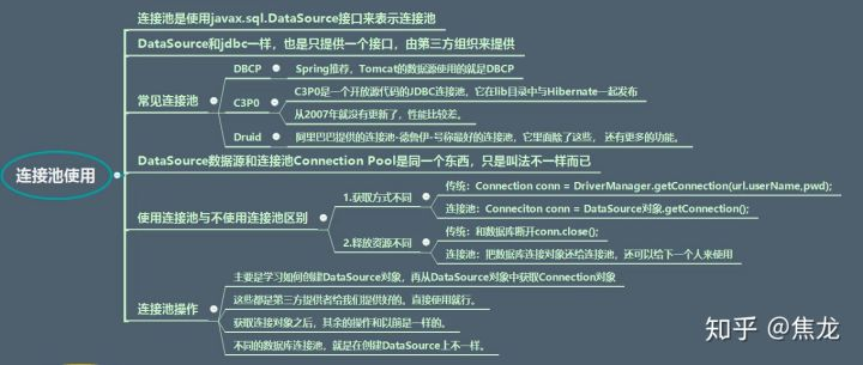 连接池是使用javax.sql.DataSource接口来表示连接池
DataSource和jdbc一样，也是只提供一个接口，由第三方组织来提供
常见连接池
DBCP
Spring推荐，Tomcat的数据源使用的就是DBCP
C3P0
C3P0是一个开放源代码的JDBC连接池，它在lib目录中与Hibernate一起发布
从2007年就没有更新了，性能比较差。
Druid
阿里巴巴提供的连接池-德鲁伊-号称最好的连接池，它里面除了这些， 还有更多的功能。
连接池使用
DataSource数据源和连接池Connection Pool是同一个东西，只是叫法不一样而已
使用连接池与不使用连接池区别
1.获取方式不同
传统：Connection conn = DriverManager.getConnection(url.userName,pwd);
连接池：Conneciton conn = DataSource对象.getConnection();
2.释放资源不同
传统：和数据库断开conn.close();
连接池：把数据库连接对象还给连接池，还可以给下一个人来使用
连接池操作
主要是学习如何创建DataSource对象，再从DataSource对象中获取Connection对象
这些都是第三方提供者给我们提供好的。直接使用就行。
获取连接对象之后，其余的操作和以前是一样的。
不同的数据库连接池，就是在创建DataSource上不一样。
知乎 @焦龙